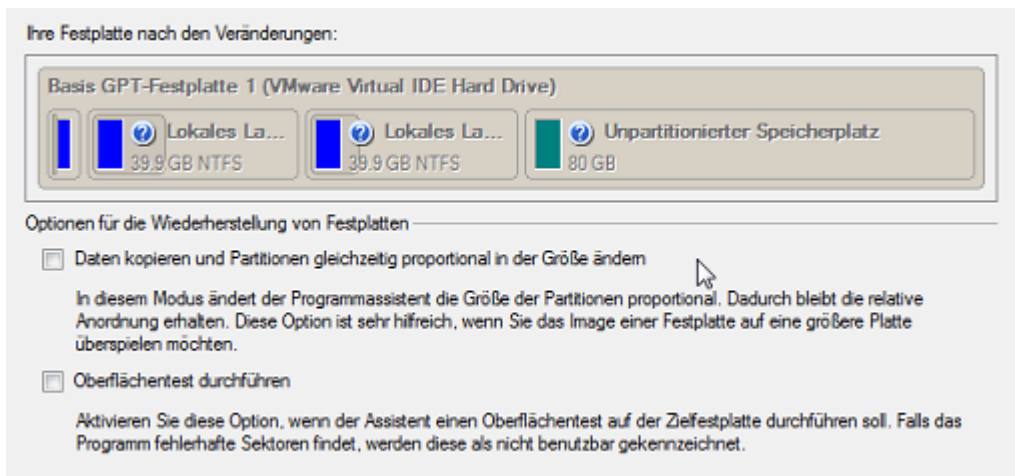 Ihre Festplatte nach den Veränderungen:
Basis GPT-Festplatte 1 (VMware Virtual IDE Hard Drive)
Lokales La... Lokales La... Unpartitionierter Speicherplatz
39.9 GB NTFS 39.9 GB NTFS 80 GB
Optionen für die Wiederherstellung von Festplatten
Daten kopieren und Partitionen gleichzeitig proportional in der Größe ändern
In diesem Modus ändert der Programmassistent die Größe der Partitionen proportional. Dadurch bleibt die relative
Anordnung erhalten. Diese Option ist sehr hilfreich, wenn Sie das Image einer Festplatte auf eine größere Platte
überspielen möchten.
Oberflächentest durchführen
Aktivieren Sie diese Option, wenn der Assistent einen Oberflächentest auf der Zielfestplatte durchführen soll. Falls das
Programm fehlerhafte Sektoren findet, werden diese als nicht benutzbar gekennzeichnet.